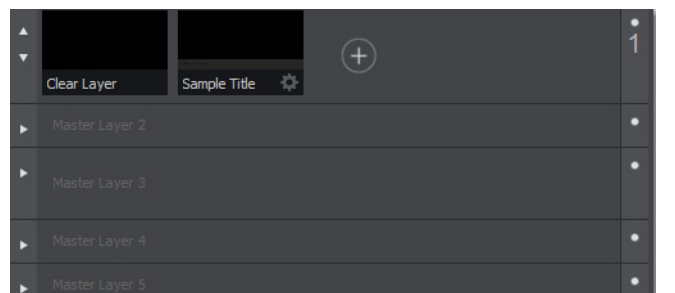 1
Clear Layer
Sample Title
Master Layer 2
Master Layer 3
Master Layer 4
Master Layer 5